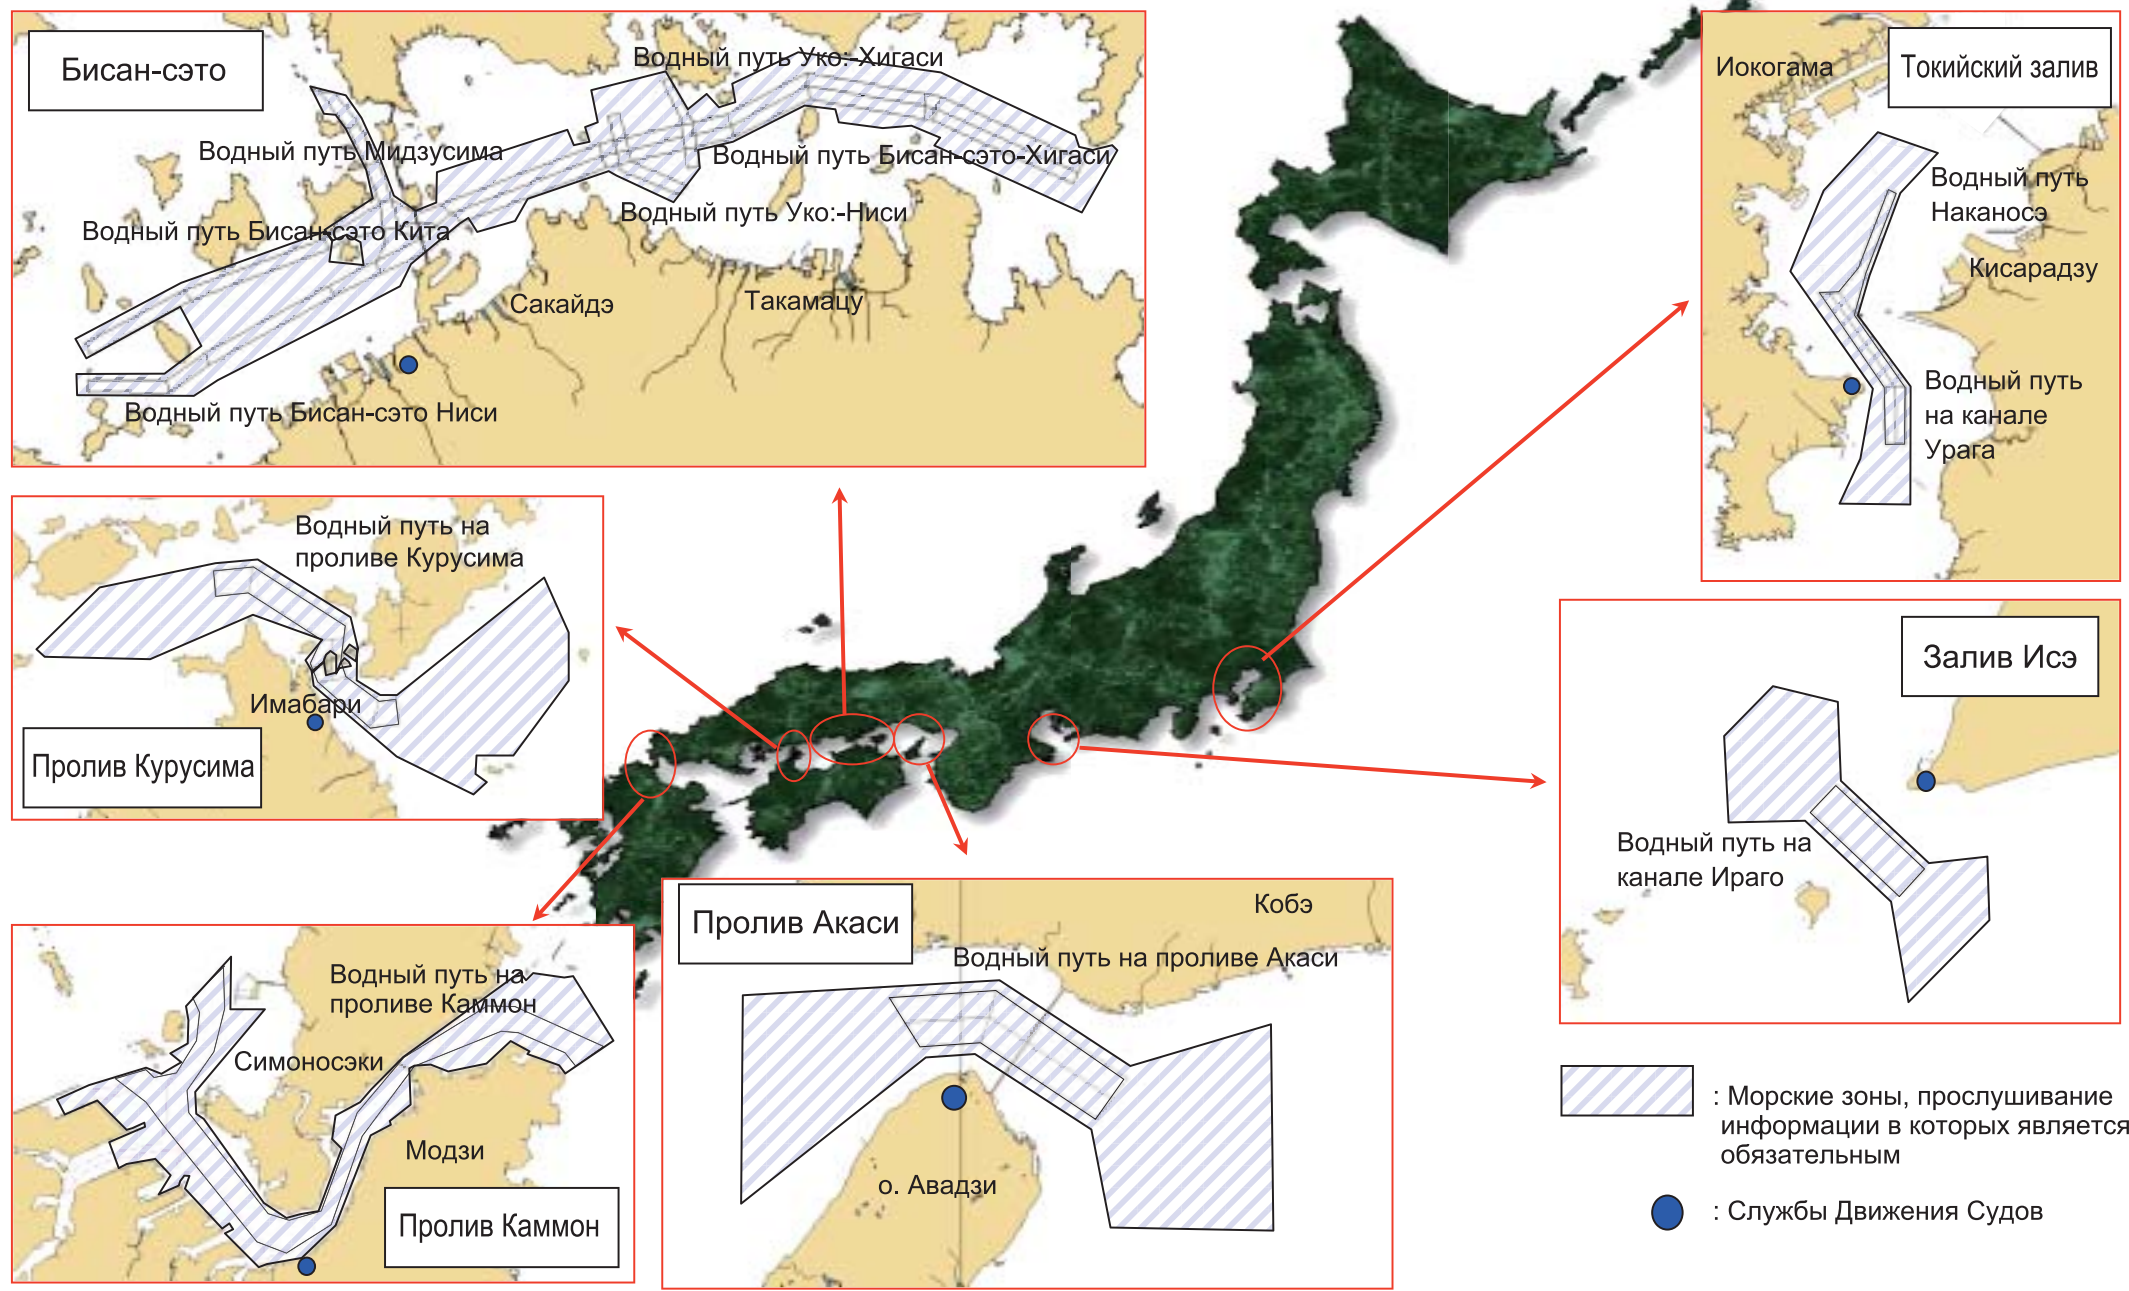 Бисан-сэто
Водный путь Уко:-Хигаси
Водный путь Мидзусима
Водный путь Бисан-сэто-Хигаси
Водный путь Уко:-Ниси
Водный путь Бисан-сэто Кита
Сакайдэ
Такамацу
Водный путь Бисан-сэто Ниси
Иокогама
Токийский залив
Водный путь
Наканосэ
Кисарадзу
Водный путь
на канале
Урага
Водный путь на
проливе Курусима
Имабари
Пролив Курусима
Залив Исэ
Водный путь на
канале Ираго
Водный путь на
проливе Каммон
Симоносэки
Модзи
Пролив Каммон
Пролив Акаси
Кобэ
Водный путь на проливе Акаси
о. Авадзи
: Морские зоны, прослушивание
информации в которых является
обязательным
: Службы Движения Судов